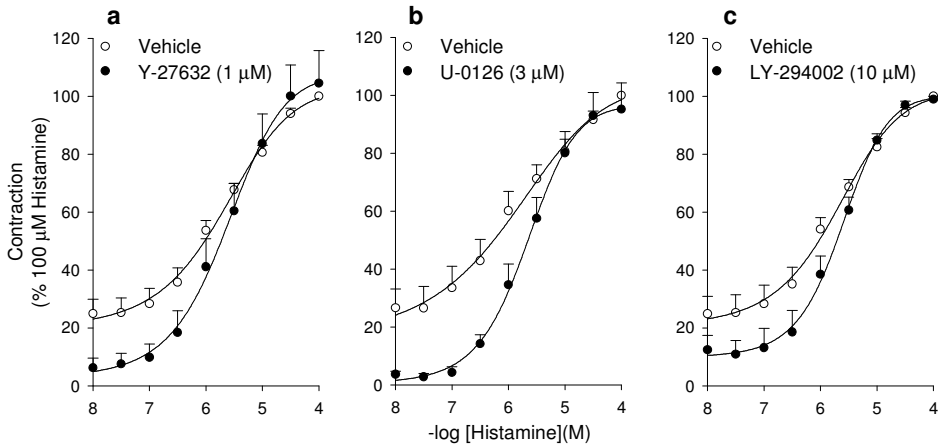 a
Vehicle
Y-27632 (1 μM)
b
Vehicle
U-0126 (3 μM)
c
Vehicle
LY-294002 (10 μM)
Contraction
(% 100 μM Histamine)
120
100
80
60
40
20
0
8 7 6 5 4
120
100
80
60
40
20
0
8 7 6 5 4
120
100
80
60
40
20
0
8 7 6 5 4
-log [Histamine](M)